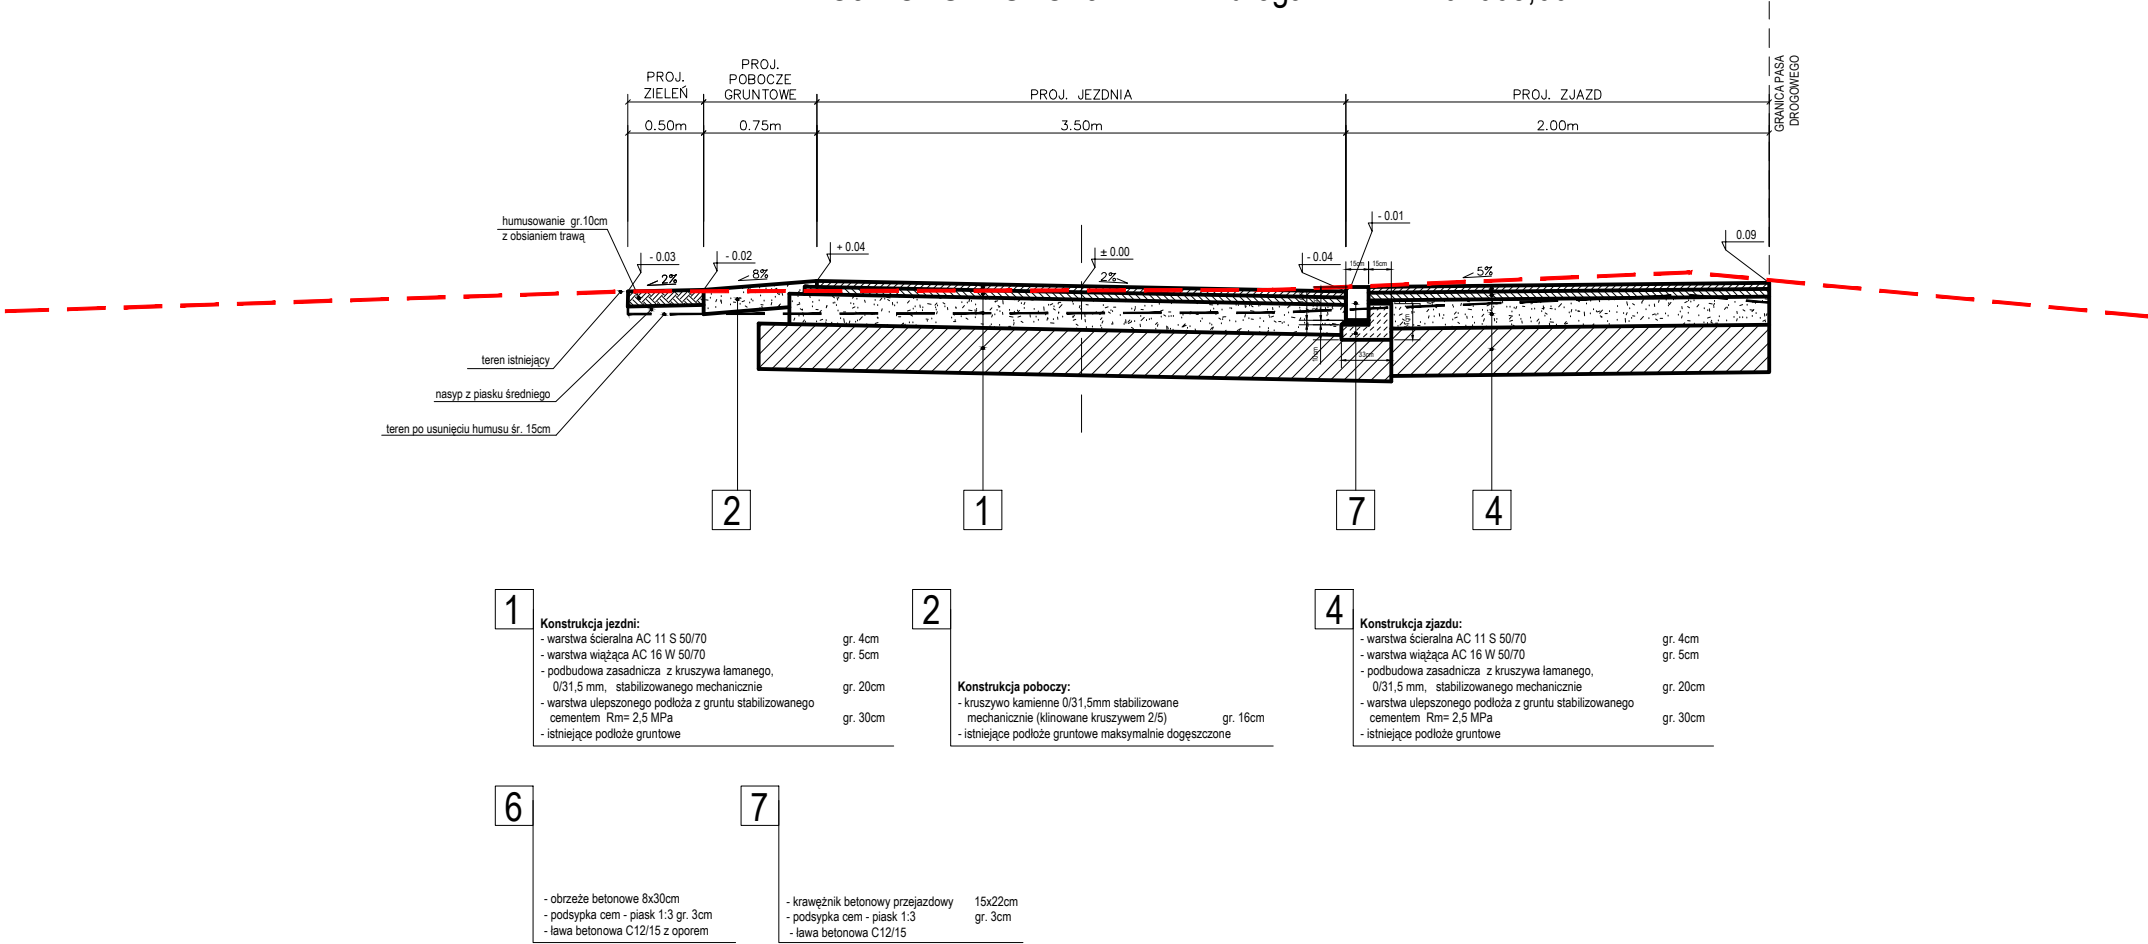 PROJ.
ZIELEŃ
PROJ.
POBOCZE
GRUNTOWE
PROJ. JEZDNIA
PROJ. ZJAZD
GRANICA PASA
DROGOWEGO
0.50m
0.75m
3.50m
2.00m
humusowanie gr.10cm
z obsianiem trawą
- 0.03
- 0.02
+ 0.04
± 0.00
- 0.04
- 0.01
0.09
2%
8%
2%
5%
15cm
15cm
10cm
33cm
teren istniejący
nasyp z piasku średniego
teren po usunięciu humusu śr. 15cm
2
1
7
4
1
Konstrukcja jezdni:
- warstwa ścieralna AC 11 S 50/70 gr. 4cm
- warstwa wiążąca AC 16 W 50/70 gr. 5cm
- podbudowa zasadnicza z kruszywa łamanego,
0/31,5 mm, stabilizowanego mechanicznie gr. 20cm
- warstwa ulepszonego podłoża z gruntu stabilizowanego
cementem Rm= 2,5 MPa gr. 30cm
- istniejące podłoże gruntowe
2
Konstrukcja poboczy:
- kruszywo kamienne 0/31,5mm stabilizowane
mechanicznie (klinowane kruszywem 2/5) gr. 16cm
- istniejące podłoże gruntowe maksymalnie dogęszczone
4
Konstrukcja zjazdu:
- warstwa ścieralna AC 11 S 50/70 gr. 4cm
- warstwa wiążąca AC 16 W 50/70 gr. 5cm
- podbudowa zasadnicza z kruszywa łamanego,
0/31,5 mm, stabilizowanego mechanicznie gr. 20cm
- warstwa ulepszonego podłoża z gruntu stabilizowanego
cementem Rm= 2,5 MPa gr. 30cm
- istniejące podłoże gruntowe
6
- obrzeże betonowe 8x30cm
- podsypka cem - piask 1:3 gr. 3cm
- ława betonowa C12/15 z oporem
7
- krawężnik betonowy przejazdowy 15x22cm
- podsypka cem - piask 1:3 gr. 3cm
- ława betonowa C12/15